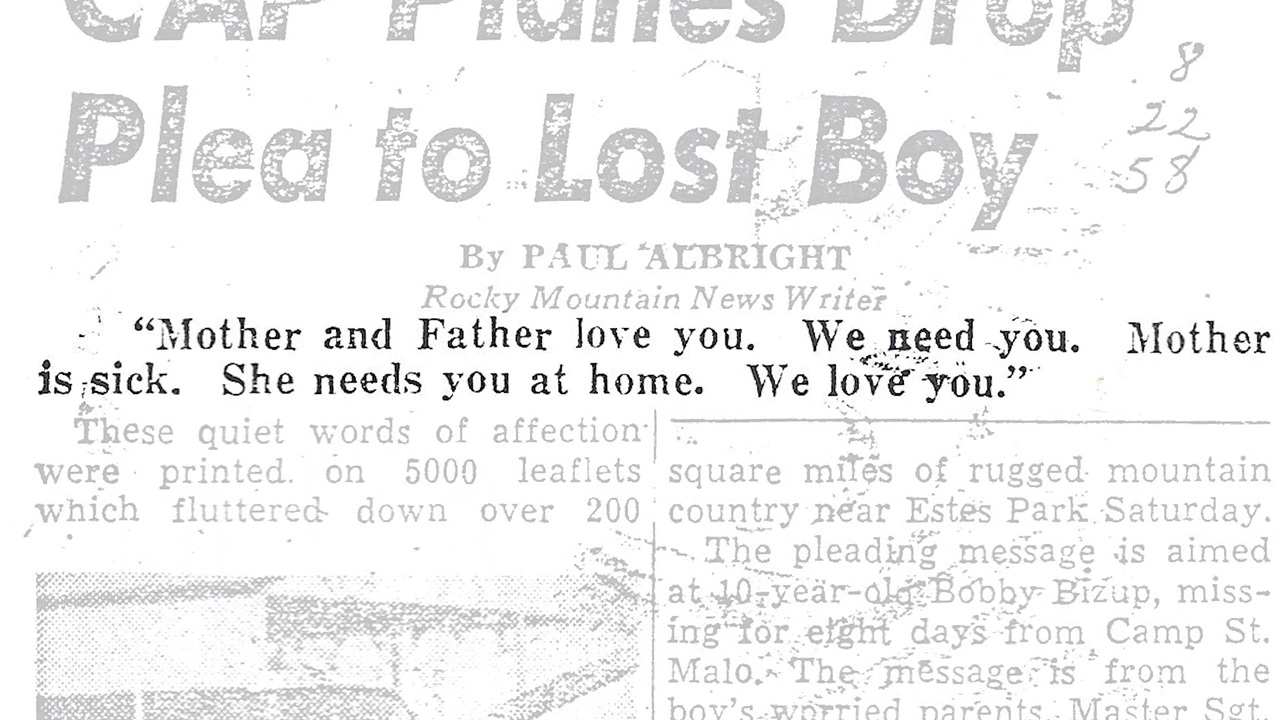 CAP Planes Drop
Plea to Lost Boy
8
22
58
By PAUL ALBRIGHT
Rocky Mountain News Writer
“Mother and Father love you. We need you. Mother
is sick. She needs you at home. We love you.”
These quiet words of affection
were printed on 5000 leaflets
which fluttered down over 200
square miles of rugged mountain
country near Estes Park Saturday.
The pleading message is aimed
at 10-year-old Bobby Bizup, miss-
ing for eight days from Camp St.
Malo. The message is from the
boy's worried parents, Master Sgt.